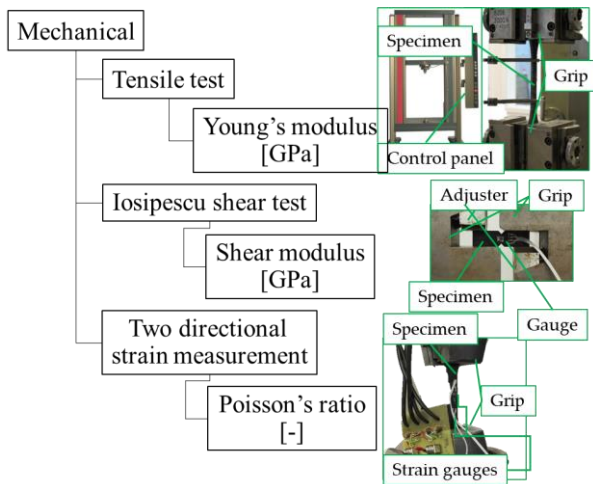 Mechanical
Tensile test
Young's modulus
[GPa]
Specimen
Grip
Control panel
Iosipescu shear test
Shear modulus
[GPa]
Adjuster
Grip
Specimen
Gauge
Two directional
strain measurement
Poisson's ratio
[-]
Specimen
Grip
Strain gauges